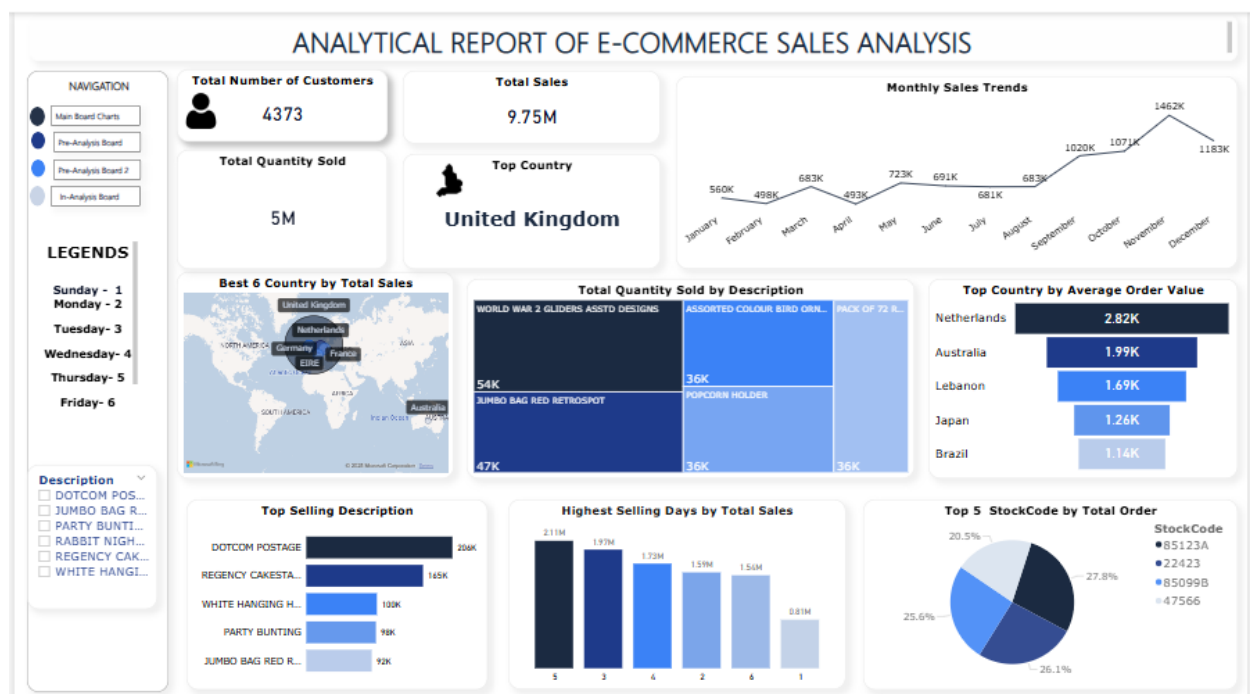 ANALYTICAL REPORT OF E-COMMERCE SALES ANALYSIS
NAVIGATION
Main Board Charts
Pre-Analysis Board
Pre-Analysis Board 2
In-Analysis Board
LEGENDS
Sunday - 1
Monday - 2
Tuesday- 3
Wednesday- 4
Thursday- 5
Friday- 6
Description
DOTCOM POS...
JUMBO BAG R...
PARTY BUNTI...
RABBIT NIGH...
REGENCY CAK...
WHITE HANGI...
Total Number of Customers
4373
Total Sales
9.75M
Total Quantity Sold
5M
Top Country
United Kingdom
Monthly Sales Trends
560K
498K
683K
493K
723K
691K
681K
683K
1020K
1071K
1462K
1183K
January
February
March
April
May
June
July
August
September
October
November
December
Best 6 Country by Total Sales
United Kingdom
Netherlands
NORTH AMERICA
Germany
France
EIRE
ASIA
AFRICA
SOUTH AMERICA
Indian Ocean
Australia
Microsoft Bing
© 2025 Microsoft Corporation Terms
Total Quantity Sold by Description
WORLD WAR 2 GLIDERS ASSTD DESIGNS
54K
JUMBO BAG RED RETROSPOT
47K
ASSORTED COLOUR BIRD ORN...
36K
POPCORN HOLDER
36K
PACK OF 72 R...
36K
Top Country by Average Order Value
Netherlands 2.82K
Australia 1.99K
Lebanon 1.69K
Japan 1.26K
Brazil 1.14K
Top Selling Description
DOTCOM POSTAGE 206K
REGENCY CAKESTA... 165K
WHITE HANGING H... 100K
PARTY BUNTING 98K
JUMBO BAG RED R... 92K
Highest Selling Days by Total Sales
2.11M
1.97M
1.73M
1.59M
1.54M
0.81M
5 3 4 2 6 1
Top 5 StockCode by Total Order
20.5%
27.8%
25.6%
26.1%
StockCode
85123A
22423
85099B
47566